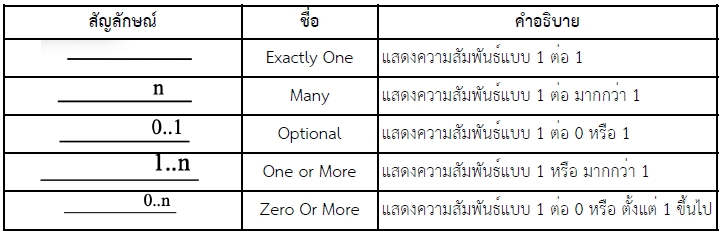 สัญลักษณ์ ชื่อ คำอธิบาย
Exactly One แสดงความสัมพันธ์แบบ 1 ต่อ 1
n Many แสดงความสัมพันธ์แบบ 1 ต่อ มากกว่า 1
0..1 Optional แสดงความสัมพันธ์แบบ 1 ต่อ 0 หรือ 1
1..n One or More แสดงความสัมพันธ์แบบ 1 หรือ มากกว่า 1
0..n Zero Or More แสดงความสัมพันธ์แบบ 1 ต่อ 0 หรือ ตั้งแต่ 1 ขึ้นไป